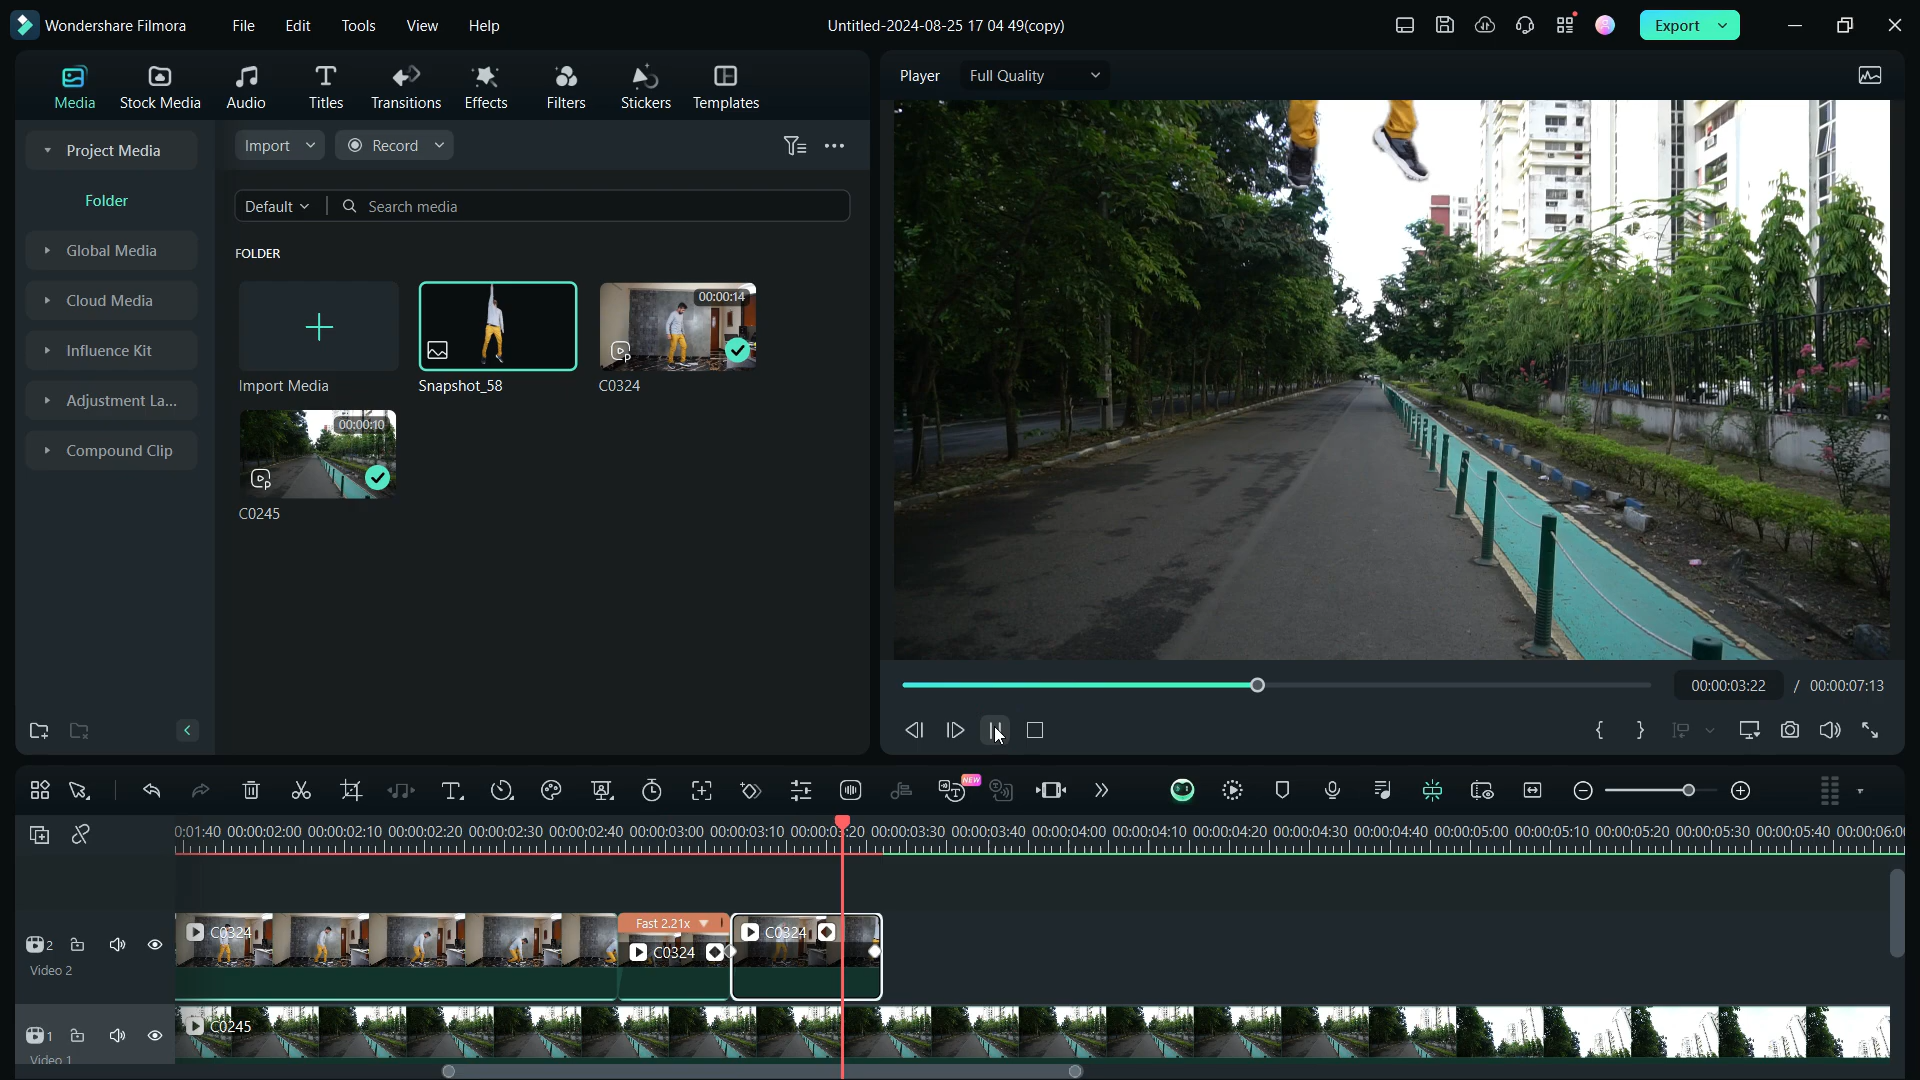 Wondershare Filmora File Edit Tools View Help Untitled-2024-08-25 17 04 49(copy) Export
Media Stock Media Audio Titles Transitions Effects Filters Stickers Templates
Player Full Quality
Project Media
Import Record
Folder
Default Search media
Global Media
FOLDER
Cloud Media
00:00:14
Influence Kit
Import Media Snapshot_58 C0324
Adjustment La...
00:00:10
Compound Clip
C0245
00:00:03:22 / 00:00:07:13
NEW
0:01:40 00:00:02:00 00:00:02:10 00:00:02:20 00:00:02:30 00:00:02:40 00:00:03:00 00:00:03:10 00:00:03:20 00:00:03:30 00:00:03:40 00:00:04:00 00:00:04:10 00:00:04:20 00:00:04:30 00:00:04:40 00:00:05:00 00:00:05:10 00:00:05:20 00:00:05:30 00:00:05:40 00:00:06:00
Fast 2.21x
C0324 C0324 C0324
2
Video 2
C0245
1
Video 1